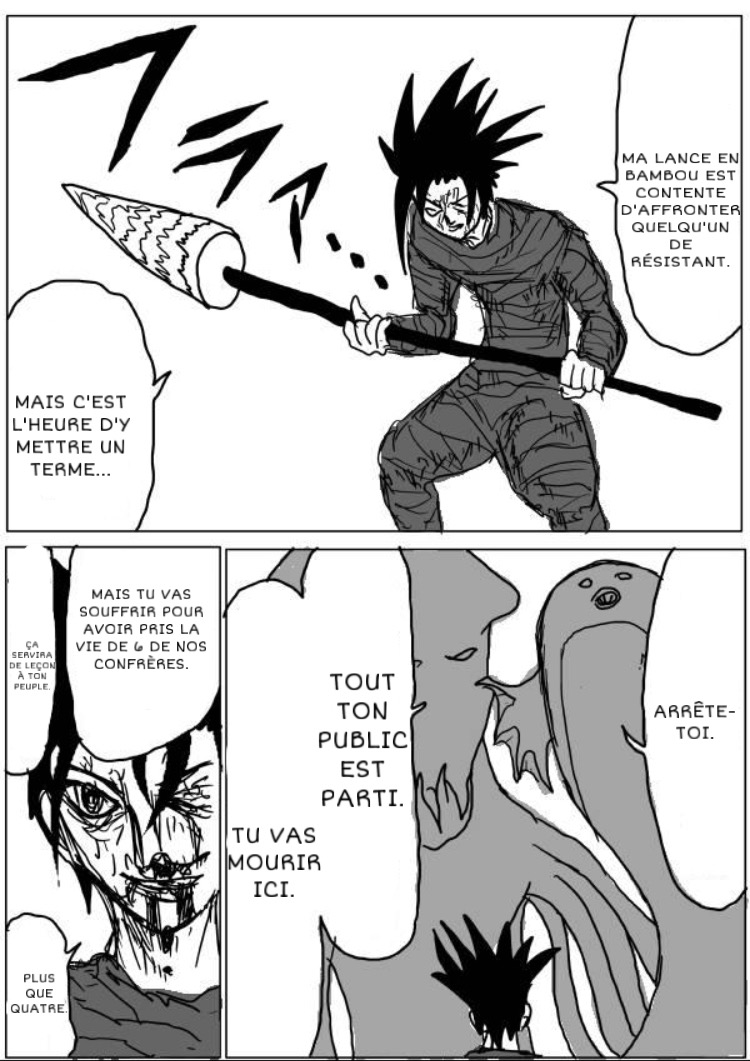 MA LANCE EN
BAMBOU EST
CONTENTE
D'AFFRONTER
QUELQU'UN
DE
RÉSISTANT.
MAIS C'EST
L'HEURE D'Y
METTRE UN
TERME...
ARRÊTE-
TOI.
TOUT
TON
PUBLIC
EST
PARTI.
TU VAS
MOURIR
ICI.
MAIS TU VAS
SOUFFRIR POUR
AVOIR PRIS LA
VIE DE 6 DE NOS
CONFRÈRES.
ÇA
SERVIRA
DE LEÇON
À TON
PEUPLE.
PLUS
QUE
QUATRE.